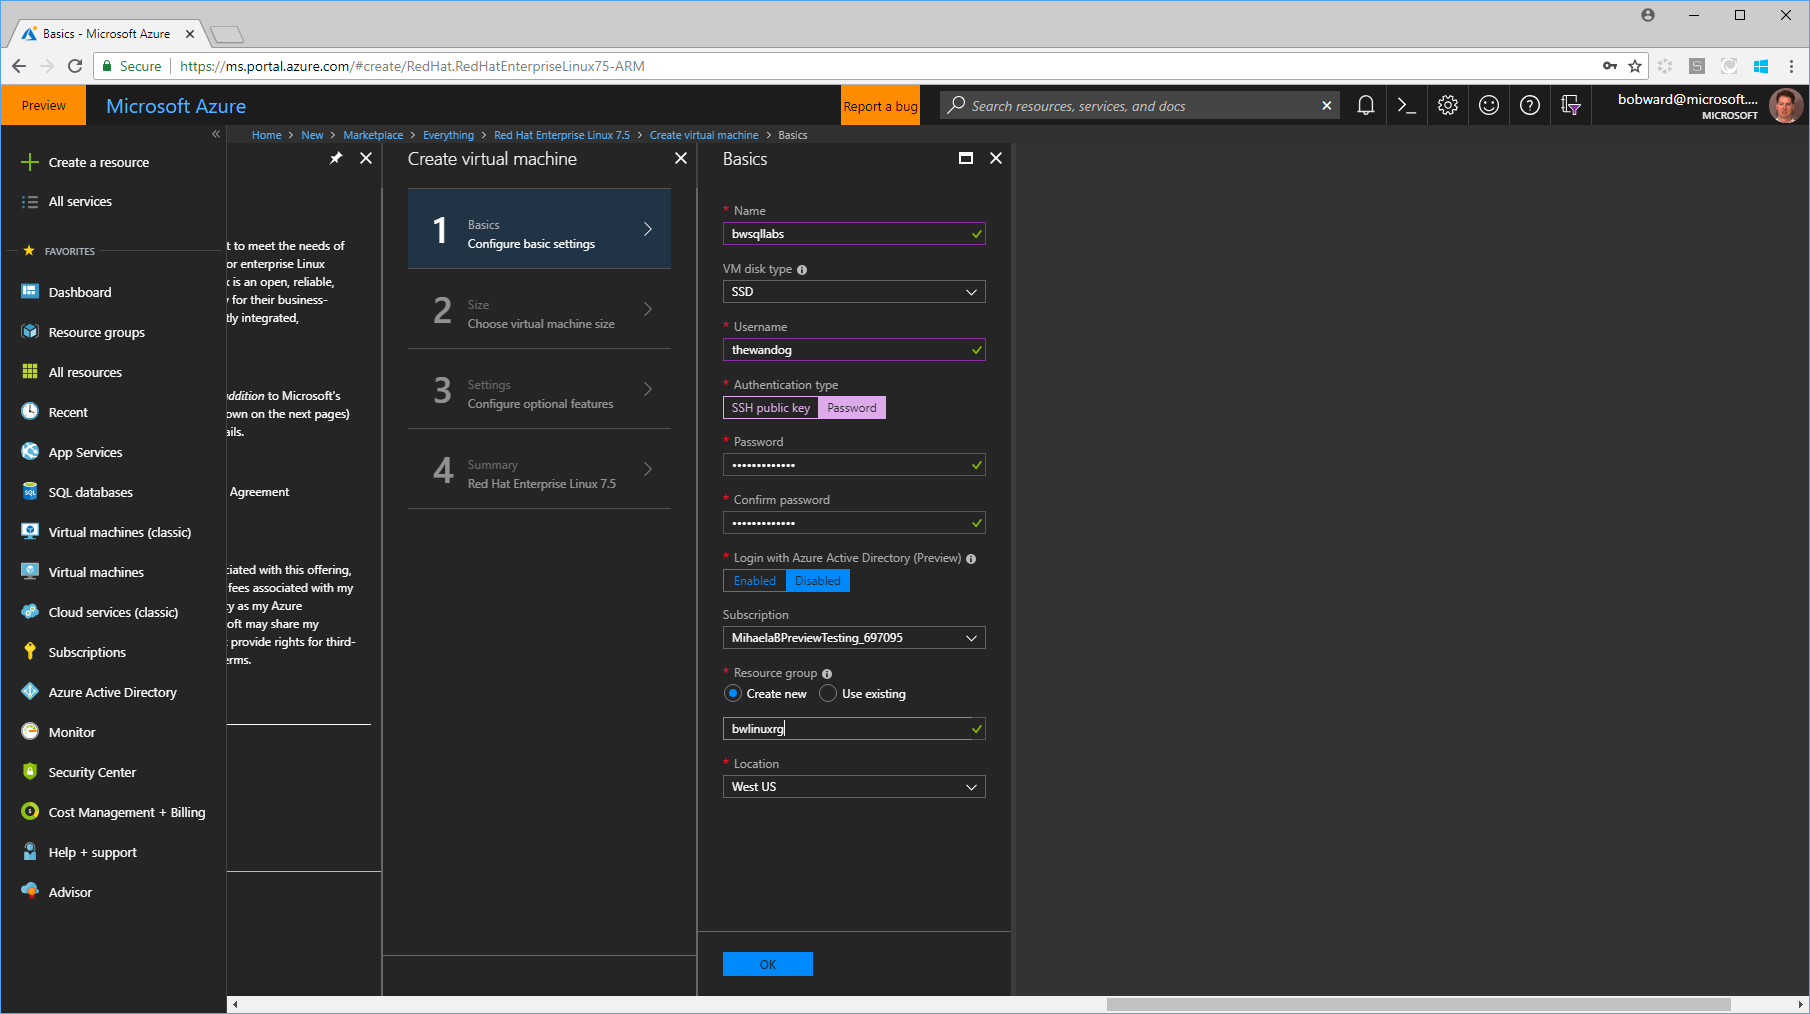 Basics - Microsoft Azure
Secure
https://ms.portal.azure.com/#create/RedHat.RedHatEnterpriseLinux75-ARM
Preview
Microsoft Azure
Report a bug
Search resources, services, and docs
bobward@microsoft....
MICROSOFT
Home > New > Marketplace > Everything > Red Hat Enterprise Linux 7.5 > Create virtual machine > Basics
Create a resource
All services
FAVORITES
Dashboard
Resource groups
All resources
Recent
App Services
SQL databases
Virtual machines (classic)
Virtual machines
Cloud services (classic)
Subscriptions
Azure Active Directory
Monitor
Security Center
Cost Management + Billing
Help + support
Advisor
t to meet the needs of
or enterprise Linux
is an open, reliable,
for their business-
tly integrated,
addition to Microsoft's
own on the next pages)
ails.
Agreement
ciated with this offering,
fees associated with my
cy as my Azure
oft may share my
provide rights for third-
erms.
Create virtual machine
1
Basics
Configure basic settings
2
Size
Choose virtual machine size
3
Settings
Configure optional features
4
Summary
Red Hat Enterprise Linux 7.5
Basics
* Name
bwsqllabs
VM disk type
SSD
* Username
thewandog
* Authentication type
SSH public key
Password
* Password
•••••••••••••
* Confirm password
•••••••••••••
* Login with Azure Active Directory (Preview)
Enabled
Disabled
Subscription
MihaelaBPreviewTesting_697095
* Resource group
Create new
Use existing
bwlinuxrg
* Location
West US
OK